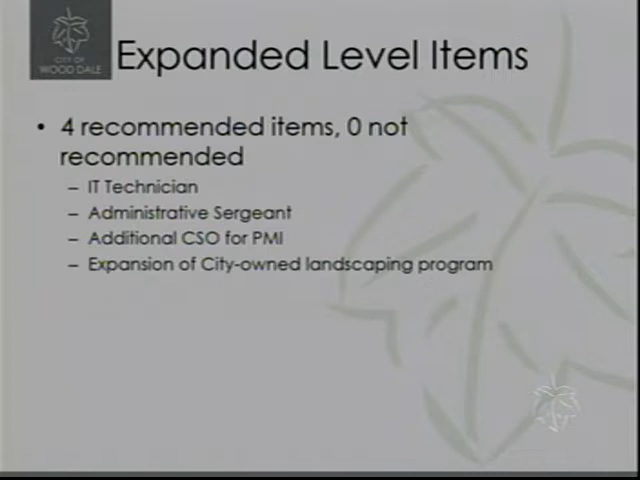 CITY OF
WOOD DALE
Expanded Level Items
• 4 recommended items, 0 not
recommended
– IT Technician
– Administrative Sergeant
– Additional CSO for PMI
– Expansion of City-owned landscaping program